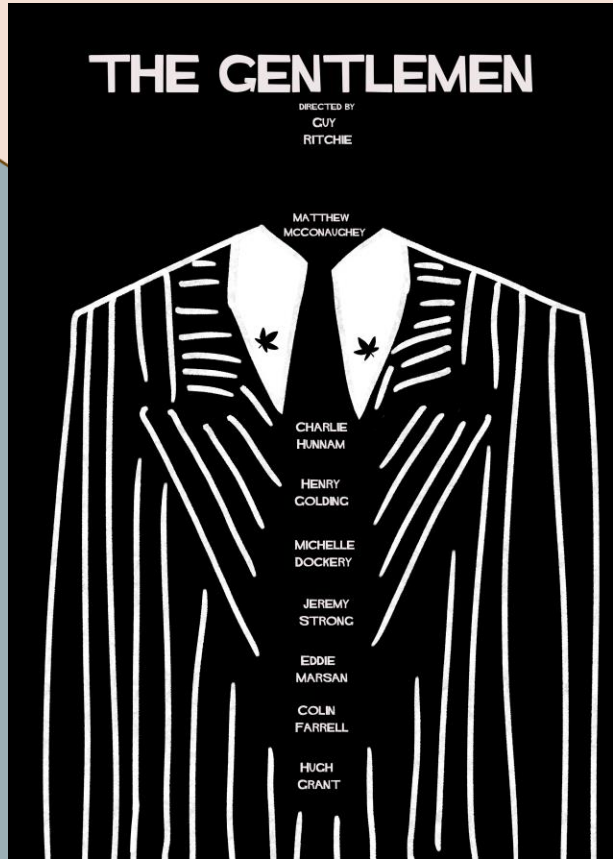 THE GENTLEMEN
DIRECTED BY
GUY
RITCHIE
MATTHEW
MCCONAUGHEY
CHARLIE
HUNNAM
HENRY
GOLDING
MICHELLE
DOCKERY
JEREMY
STRONG
EDDIE
MARSAN
COLIN
FARRELL
HUGH
GRANT